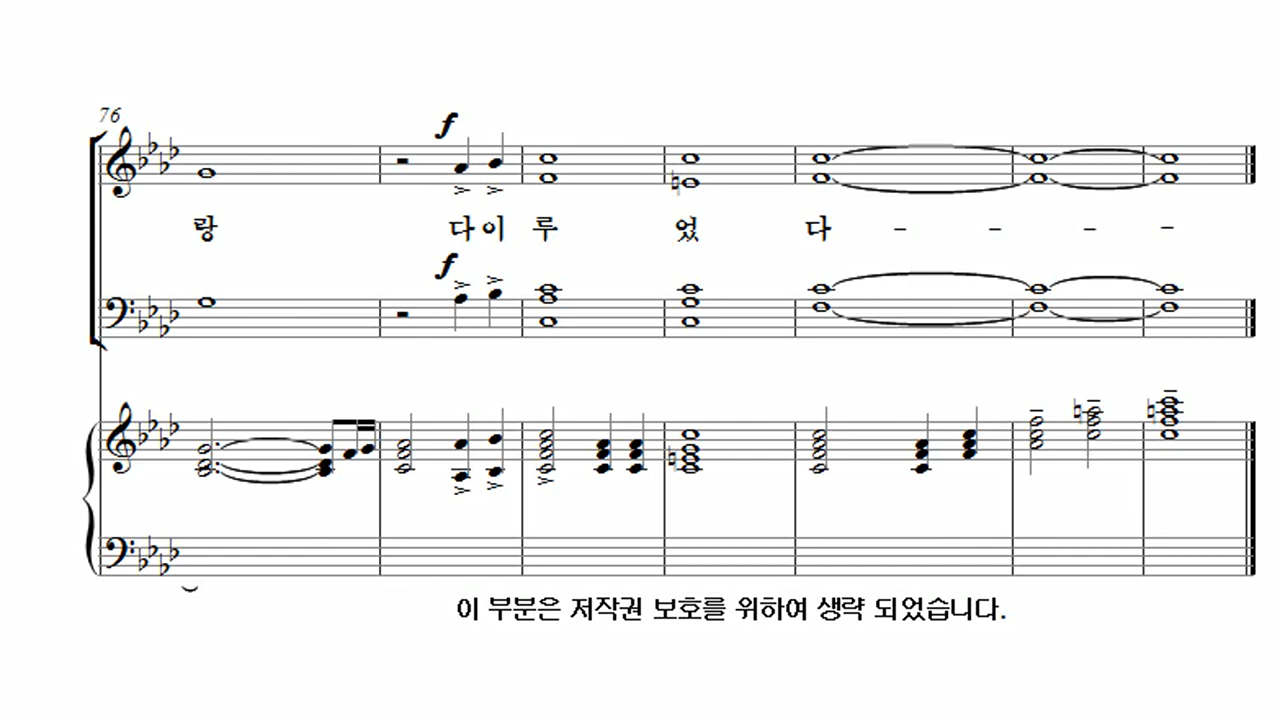 76
f
랑 다 이 루 었 다 - - - -
f
이 부분은 저작권 보호를 위하여 생략 되었습니다.